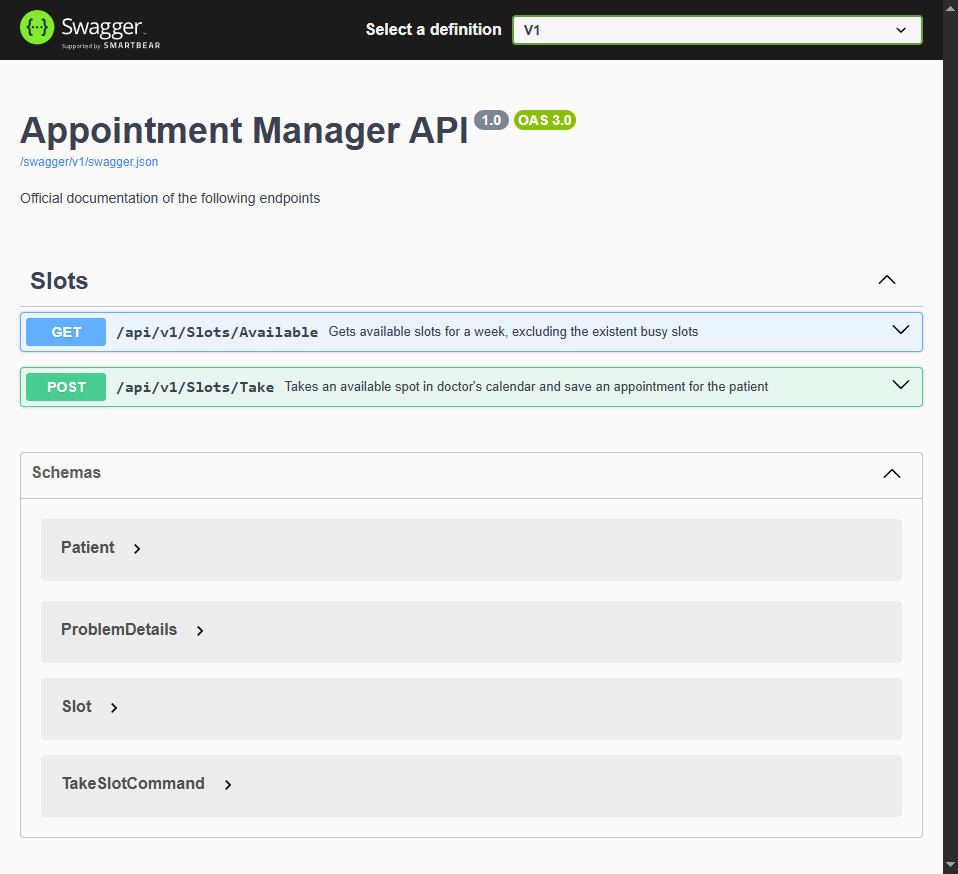 {···} Swagger.
Supported by SMARTBEAR
Select a definition V1
Appointment Manager API 1.0 OAS 3.0
/swagger/v1/swagger.json
Official documentation of the following endpoints
Slots
GET /api/v1/Slots/Available Gets available slots for a week, excluding the existent busy slots
POST /api/v1/Slots/Take Takes an available spot in doctor's calendar and save an appointment for the patient
Schemas
Patient
ProblemDetails
Slot
TakeSlotCommand